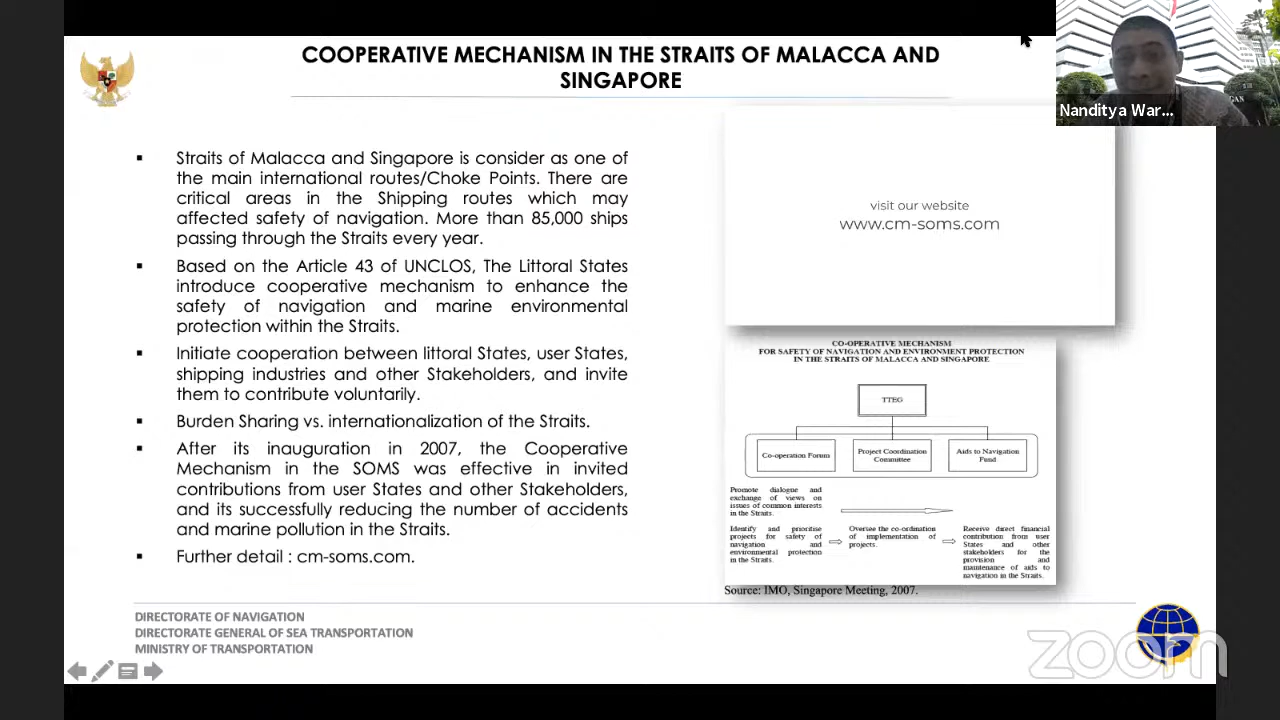 COOPERATIVE MECHANISM IN THE STRAITS OF MALACCA AND
SINGAPORE
Nanditya War...
▪ Straits of Malacca and Singapore is consider as one of
the main international routes/Choke Points. There are
critical areas in the Shipping routes which may
affected safety of navigation. More than 85,000 ships
passing through the Straits every year.
▪ Based on the Article 43 of UNCLOS, The Littoral States
introduce cooperative mechanism to enhance the
safety of navigation and marine environmental
protection within the Straits.
▪ Initiate cooperation between littoral States, user States,
shipping industries and other Stakeholders, and invite
them to contribute voluntarily.
▪ Burden Sharing vs. internationalization of the Straits.
▪ After its inauguration in 2007, the Cooperative
Mechanism in the SOMS was effective in invited
contributions from user States and other Stakeholders,
and its successfully reducing the number of accidents
and marine pollution in the Straits.
▪ Further detail : cm-soms.com.
visit our website
www.cm-soms.com
CO-OPERATIVE MECHANISM
FOR SAFETY OF NAVIGATION AND ENVIRONMENT PROTECTION
IN THE STRAITS OF MALACCA AND SINGAPORE
TTEG
Co-operation Forum
Project Coordination
Committee
Aids to Navigation
Fund
Promote dialogue and
exchange of views on
issues of common interests
in the Straits.
Identify and prioritise
projects for safety of
navigation and
environmental protection
in the Straits.
Oversee the co-ordination
of implementation of
projects.
Receive direct financial
contribution from user
States and other
stakeholders for the
provision and
maintenance of aids to
navigation in the Straits.
Source: IMO, Singapore Meeting, 2007.
DIRECTORATE OF NAVIGATION
DIRECTORATE GENERAL OF SEA TRANSPORTATION
MINISTRY OF TRANSPORTATION
zoom